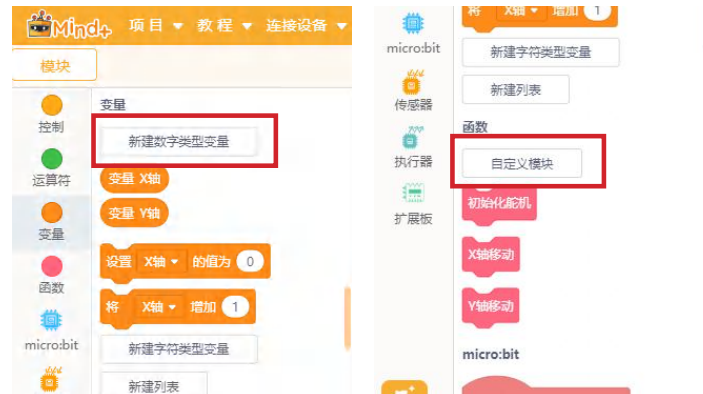 Mind+ 项目 教程 连接设备
模块
控制
运算符
变量
函数
micro:bit
变量
新建数字类型变量
变量 X轴
变量 Y轴
设置 X轴 的值为 0
将 X轴 增加 1
新建字符类型变量
新建列表
micro:bit
传感器
执行器
扩展板
将 X轴 增加 1
新建字符类型变量
新建列表
函数
自定义模块
初始化舵机
X轴移动
Y轴移动
micro:bit